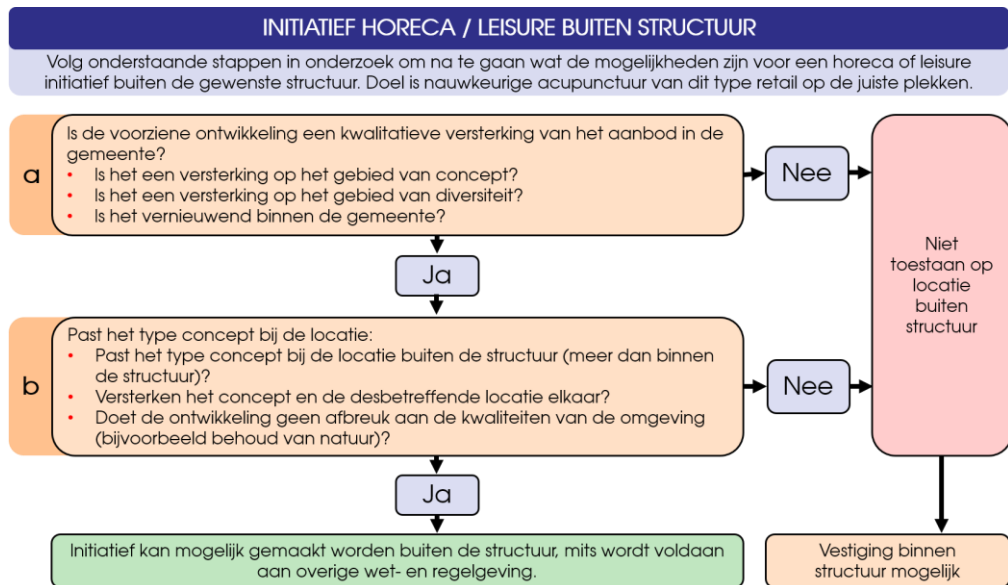 INITIATIEF HORECA / LEISURE BUITEN STRUCTUUR
Volg onderstaande stappen in onderzoek om na te gaan wat de mogelijkheden zijn voor een horeca of leisure
initiatief buiten de gewenste structuur. Doel is nauwkeurige acupunctuur van dit type retail op de juiste plekken.
a
Is de voorziene ontwikkeling een kwalitatieve versterking van het aanbod in de
gemeente?
• Is het een versterking op het gebied van concept?
• Is het een versterking op het gebied van diversiteit?
• Is het vernieuwend binnen de gemeente?
Nee
Ja
Niet
toestaan op
locatie
buiten
structuur
b
Past het type concept bij de locatie:
• Past het type concept bij de locatie buiten de structuur (meer dan binnen
de structuur)?
• Versterken het concept en de desbetreffende locatie elkaar?
• Doet de ontwikkeling geen afbreuk aan de kwaliteiten van de omgeving
(bijvoorbeeld behoud van natuur)?
Nee
Ja
Initiatief kan mogelijk gemaakt worden buiten de structuur, mits wordt voldaan
aan overige wet- en regelgeving.
Vestiging binnen
structuur mogelijk